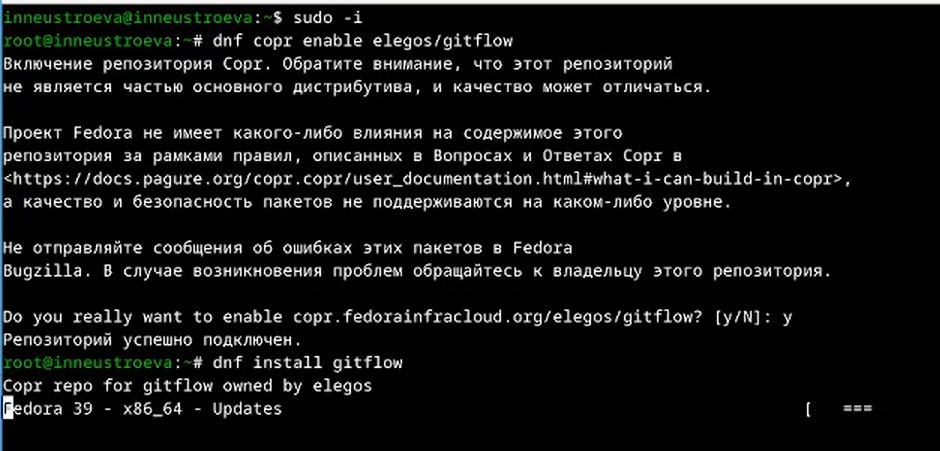 inneustroeva@inneustroeva:~$ sudo -i
root@inneustroeva:~# dnf copr enable elegos/gitflow
Включение репозитория Copr. Обратите внимание, что этот репозиторий
не является частью основного дистрибутива, и качество может отличаться.
Проект Fedora не имеет какого-либо влияния на содержимое этого
репозитория за рамками правил, описанных в Вопросах и Ответах Copr в
<https://docs.pagure.org/copr.copr/user_documentation.html#what-i-can-build-in-copr>,
а качество и безопасность пакетов не поддерживаются на каком-либо уровне.
Не отправляйте сообщения об ошибках этих пакетов в Fedora
Bugzilla. В случае возникновения проблем обращайтесь к владельцу этого репозитория.
Do you really want to enable copr.fedorainfracloud.org/elegos/gitflow? [y/N]: y
Репозиторий успешно подключен.
root@inneustroeva:~# dnf install gitflow
Copr repo for gitflow owned by elegos
Fedora 39 - x86_64 - Updates [ ===